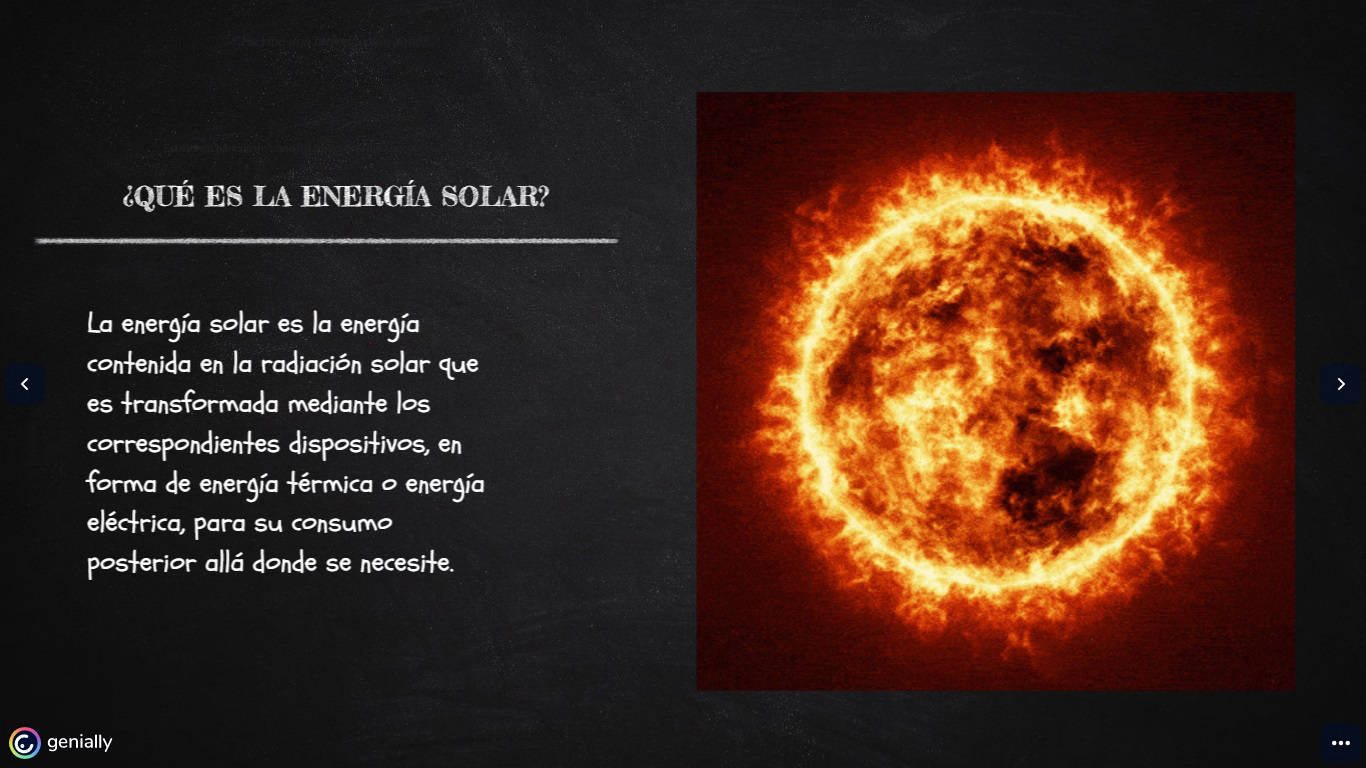 ¿QUÉ ES LA ENERGÍA SOLAR?
La energía solar es la energía
contenida en la radiación solar que
es transformada mediante los
correspondientes dispositivos, en
forma de energía térmica o energía
eléctrica, para su consumo
posterior allá donde se necesite.
genially